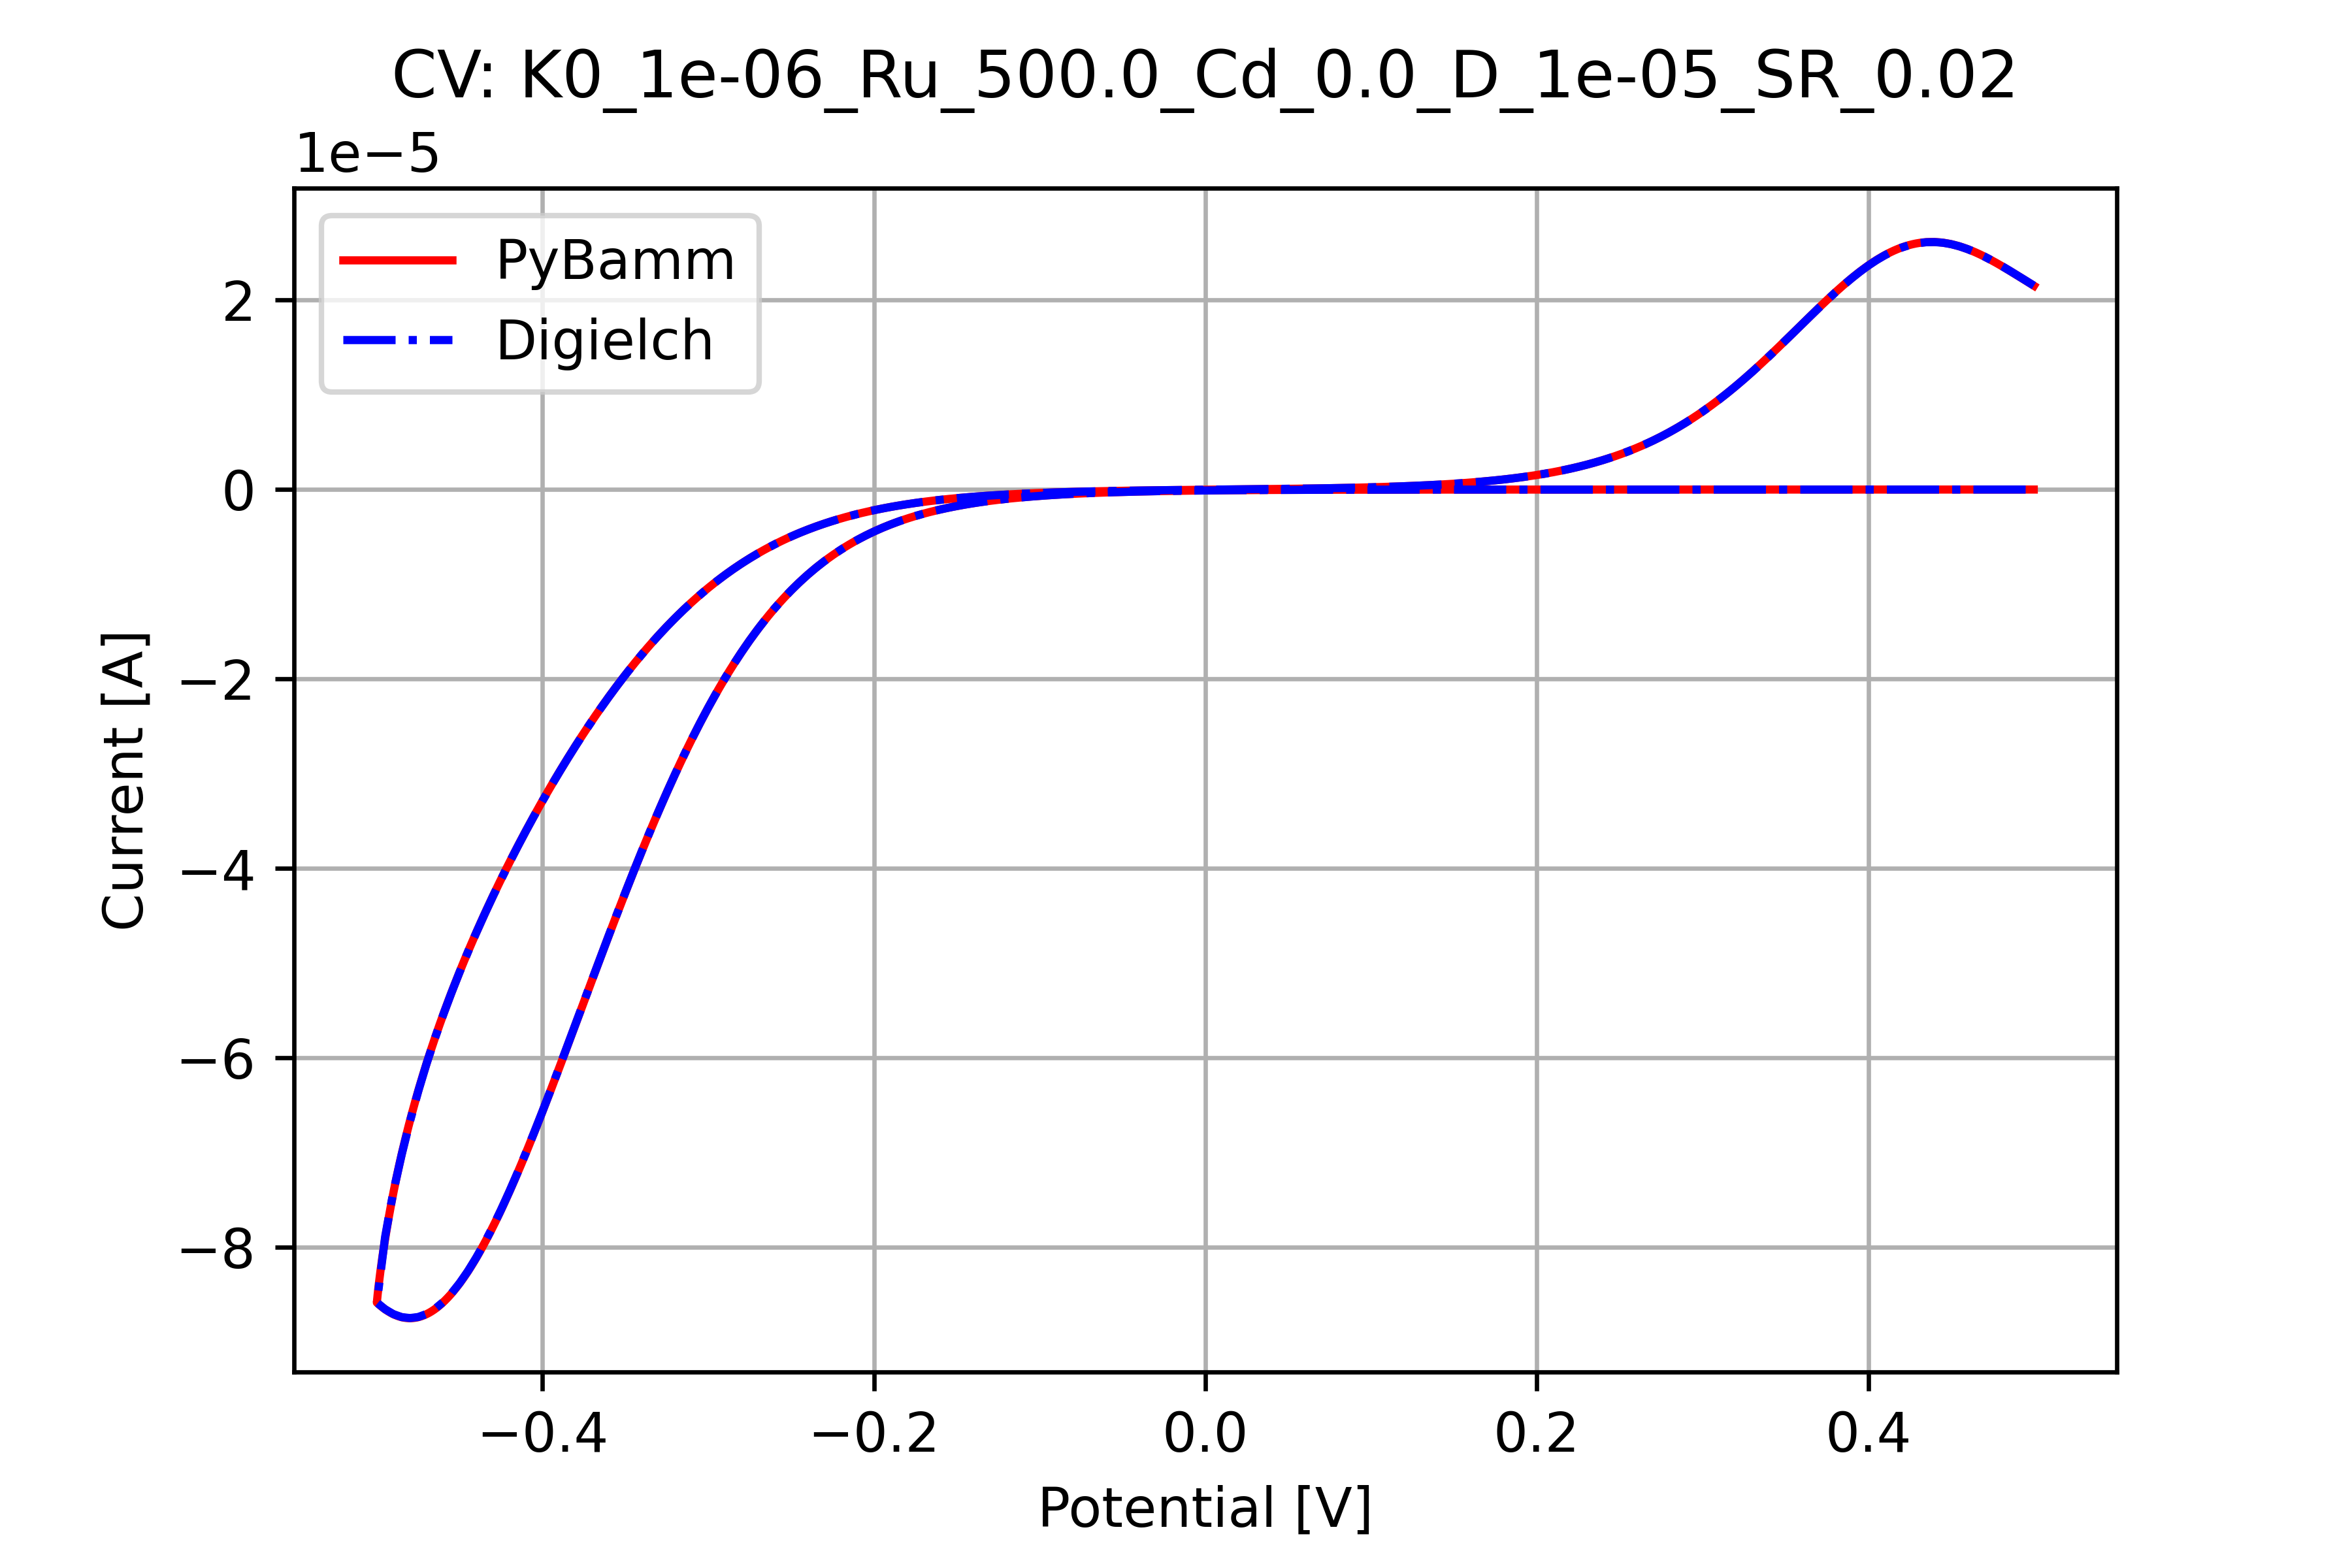 CV: K0_1e-06_Ru_500.0_Cd_0.0_D_1e-05_SR_0.02
1e−5
PyBamm
Digielch
2
0
−2
−4
−6
−8
Current [A]
−0.4 −0.2 0.0 0.2 0.4
Potential [V]